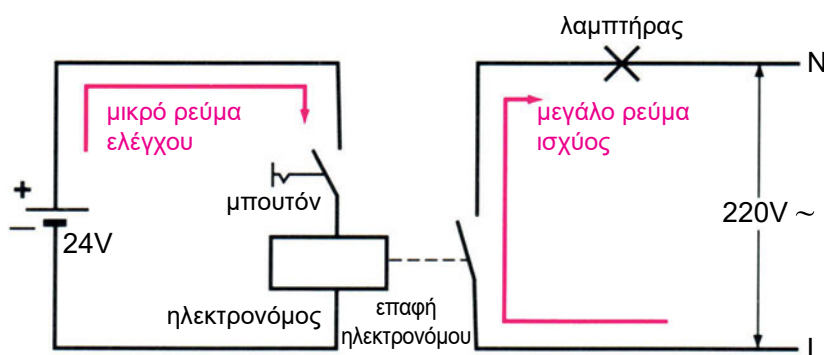 λαμπτήρας
N
μικρό ρεύμα
ελέγχου
μεγάλο ρεύμα
ισχύος
+
μπουτόν
220V ~
–
24V
ηλεκτρονόμος
επαφή
ηλεκτρονόμου
L